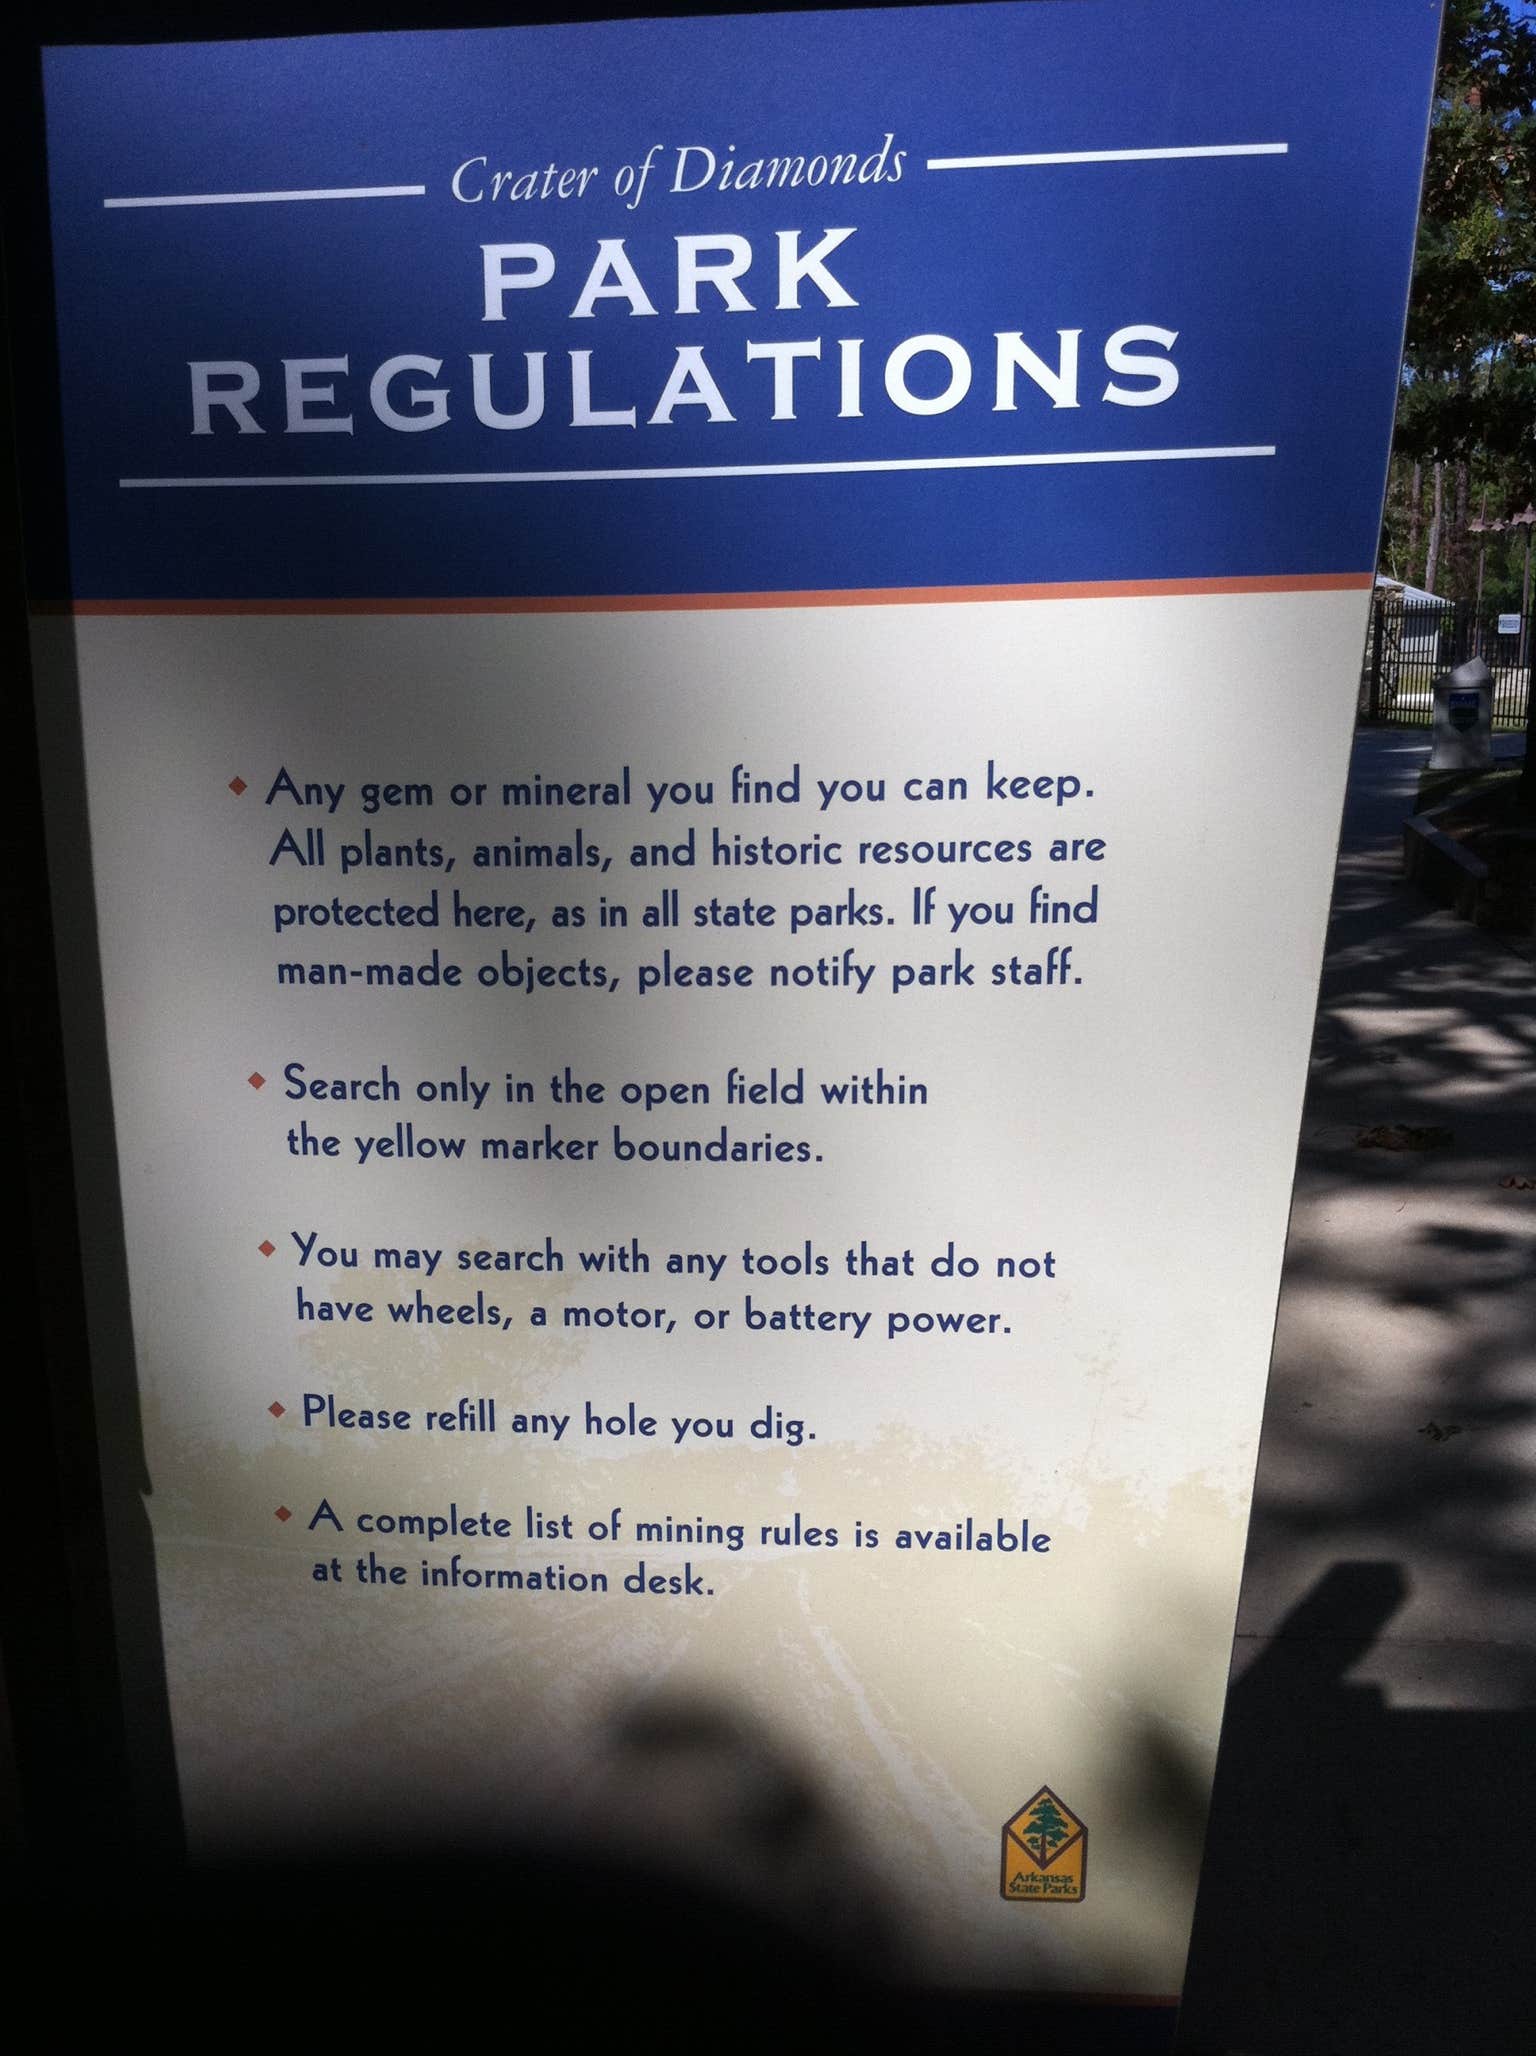 Crater of Diamonds
PARK
REGULATIONS
Any gem or mineral you find you can keep.
All plants, animals, and historic resources are
protected here, as in all state parks. If you find
man-made objects, please notify park staff.
Search only in the open field within
the yellow marker boundaries.
You may search with any tools that do not
have wheels, a motor, or battery power.
Please refill any hole you dig.
A complete list of mining rules is available
at the information desk.
Arkansas
State Parks